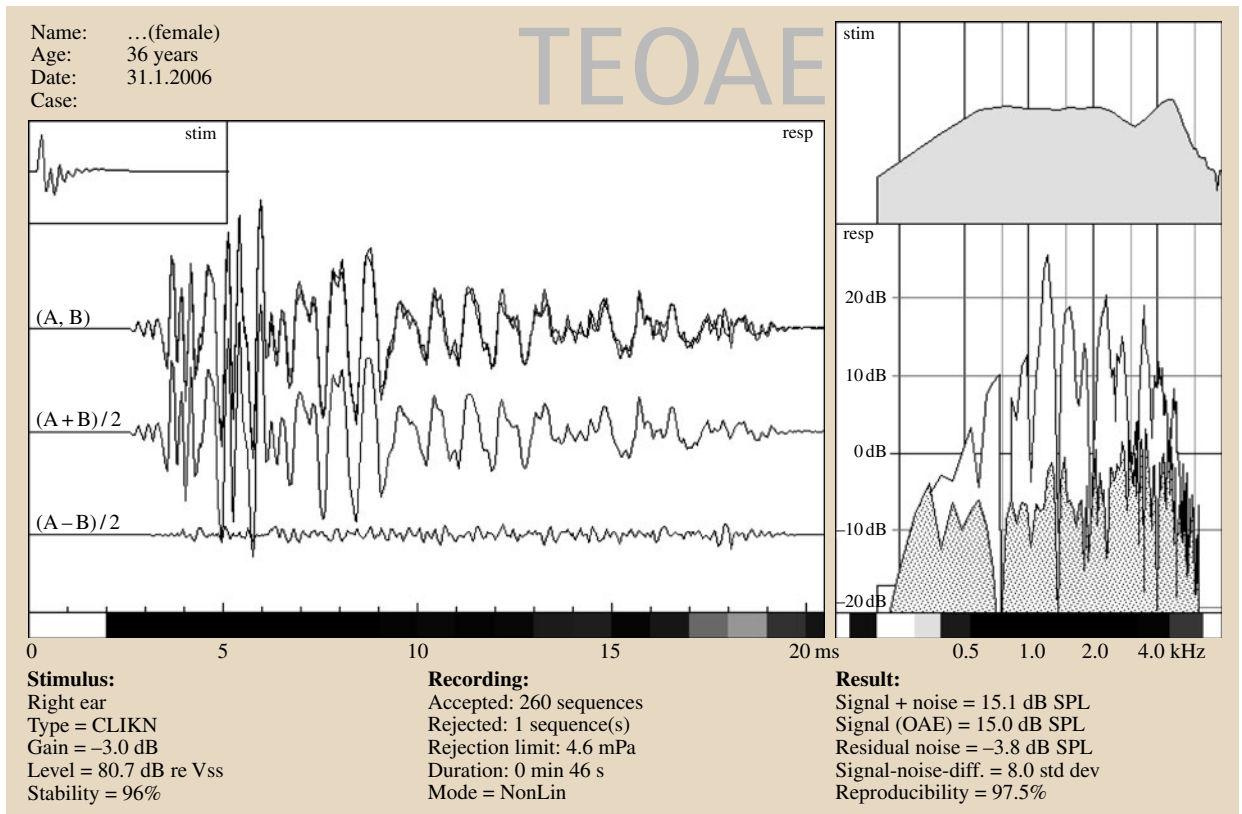 Name: …(female)
Age: 36 years
Date: 31.1.2006
Case:
TEOAE
stim
resp
(A, B)
(A + B) / 2
(A – B) / 2
0 5 10 15 20 ms
stim
resp
20 dB
10 dB
0 dB
–10 dB
–20 dB
0.5 1.0 2.0 4.0 kHz
Stimulus:
Right ear
Type = CLIKN
Gain = –3.0 dB
Level = 80.7 dB re Vss
Stability = 96%
Recording:
Accepted: 260 sequences
Rejected: 1 sequence(s)
Rejection limit: 4.6 mPa
Duration: 0 min 46 s
Mode = NonLin
Result:
Signal + noise = 15.1 dB SPL
Signal (OAE) = 15.0 dB SPL
Residual noise = –3.8 dB SPL
Signal-noise-diff. = 8.0 std dev
Reproducibility = 97.5%